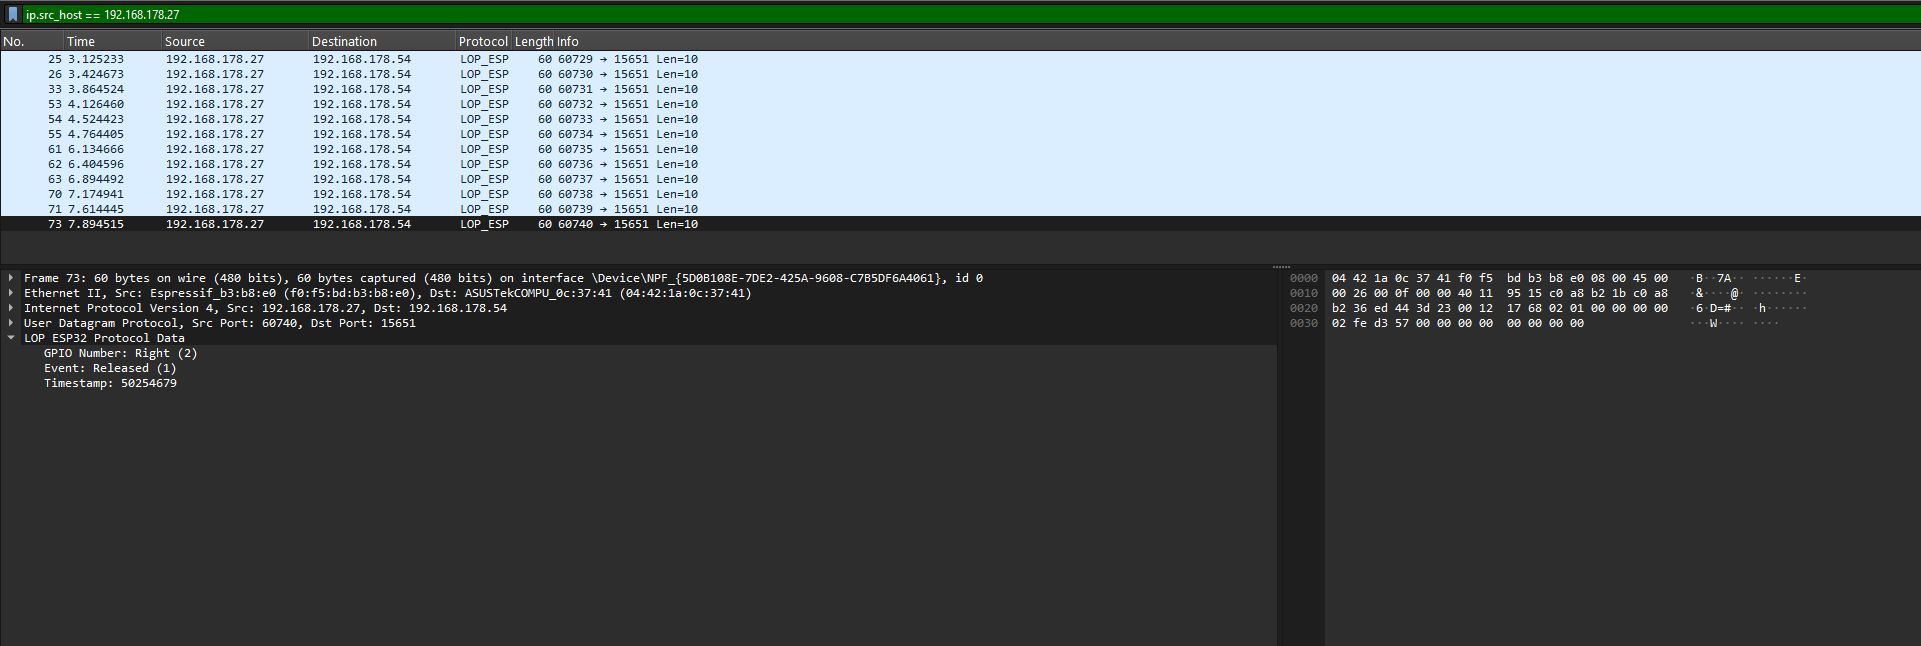 ip.src_host == 192.168.178.27
No. Time Source Destination Protocol Length Info
25 3.125233 192.168.178.27 192.168.178.54 LOP_ESP 60 60729 → 15651 Len=10
26 3.424673 192.168.178.27 192.168.178.54 LOP_ESP 60 60730 → 15651 Len=10
33 3.864524 192.168.178.27 192.168.178.54 LOP_ESP 60 60731 → 15651 Len=10
53 4.126460 192.168.178.27 192.168.178.54 LOP_ESP 60 60732 → 15651 Len=10
54 4.524423 192.168.178.27 192.168.178.54 LOP_ESP 60 60733 → 15651 Len=10
55 4.764405 192.168.178.27 192.168.178.54 LOP_ESP 60 60734 → 15651 Len=10
61 6.134666 192.168.178.27 192.168.178.54 LOP_ESP 60 60735 → 15651 Len=10
62 6.404596 192.168.178.27 192.168.178.54 LOP_ESP 60 60736 → 15651 Len=10
63 6.894492 192.168.178.27 192.168.178.54 LOP_ESP 60 60737 → 15651 Len=10
70 7.174941 192.168.178.27 192.168.178.54 LOP_ESP 60 60738 → 15651 Len=10
71 7.614445 192.168.178.27 192.168.178.54 LOP_ESP 60 60739 → 15651 Len=10
73 7.894515 192.168.178.27 192.168.178.54 LOP_ESP 60 60740 → 15651 Len=10
Frame 73: 60 bytes on wire (480 bits), 60 bytes captured (480 bits) on interface \Device\NPF_{5D0B108E-7DE2-425A-9608-C7B5DF6A4061}, id 0
Ethernet II, Src: Espressif_b3:b8:e0 (f0:f5:bd:b3:b8:e0), Dst: ASUSTekCOMPU_0c:37:41 (04:42:1a:0c:37:41)
Internet Protocol Version 4, Src: 192.168.178.27, Dst: 192.168.178.54
User Datagram Protocol, Src Port: 60740, Dst Port: 15651
LOP ESP32 Protocol Data
GPIO Number: Right (2)
Event: Released (1)
Timestamp: 50254679
0000 04 42 1a 0c 37 41 f0 f5 bd b3 b8 e0 08 00 45 00 ·B··7A·· ······E·
0010 00 26 00 0f 00 00 40 11 95 15 c0 a8 b2 1b c0 a8 ·&····@· ········
0020 b2 36 ed 44 3d 23 00 12 17 68 02 01 00 00 00 00 ·6·D=#·· ·h······
0030 02 fe d3 57 00 00 00 00 00 00 00 00 ···W···· ····